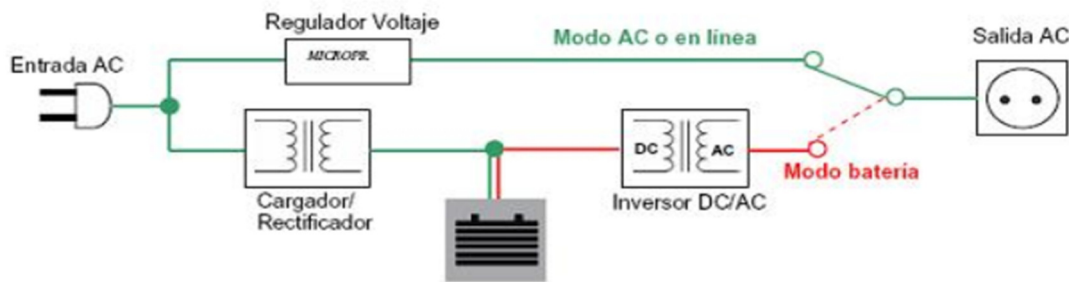 Regulador Voltaje
Entrada AC
MICROPR.
Modo AC o en línea
Salida AC
DC
AC
Cargador/
Rectificador
Inversor DC/AC
Modo batería